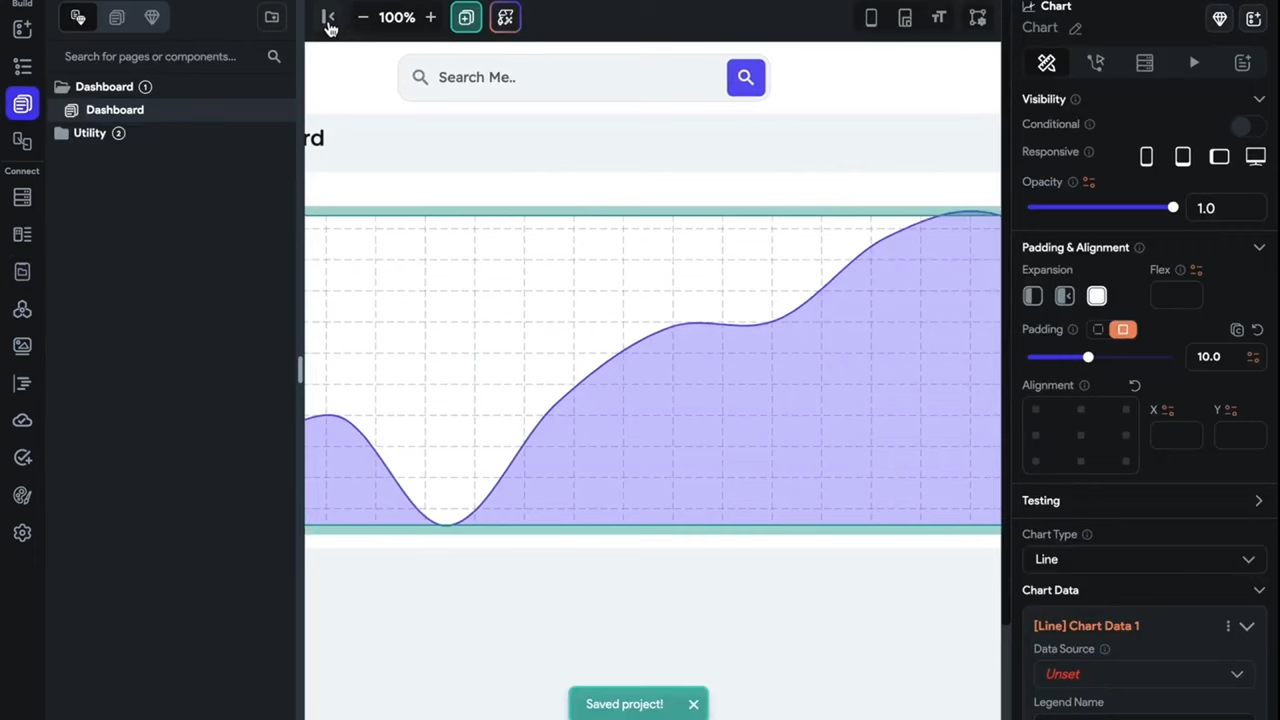 Build
100%
Chart
Chart
Search for pages or components...
Search Me..
Dashboard 1
Dashboard
Utility 2
rd
Connect
Visibility
Conditional
Responsive
Opacity
1.0
Padding & Alignment
Expansion
Flex
Padding
10.0
Alignment
X
Y
Testing
Chart Type
Line
Chart Data
[Line] Chart Data 1
Data Source
Unset
Legend Name
Saved project!